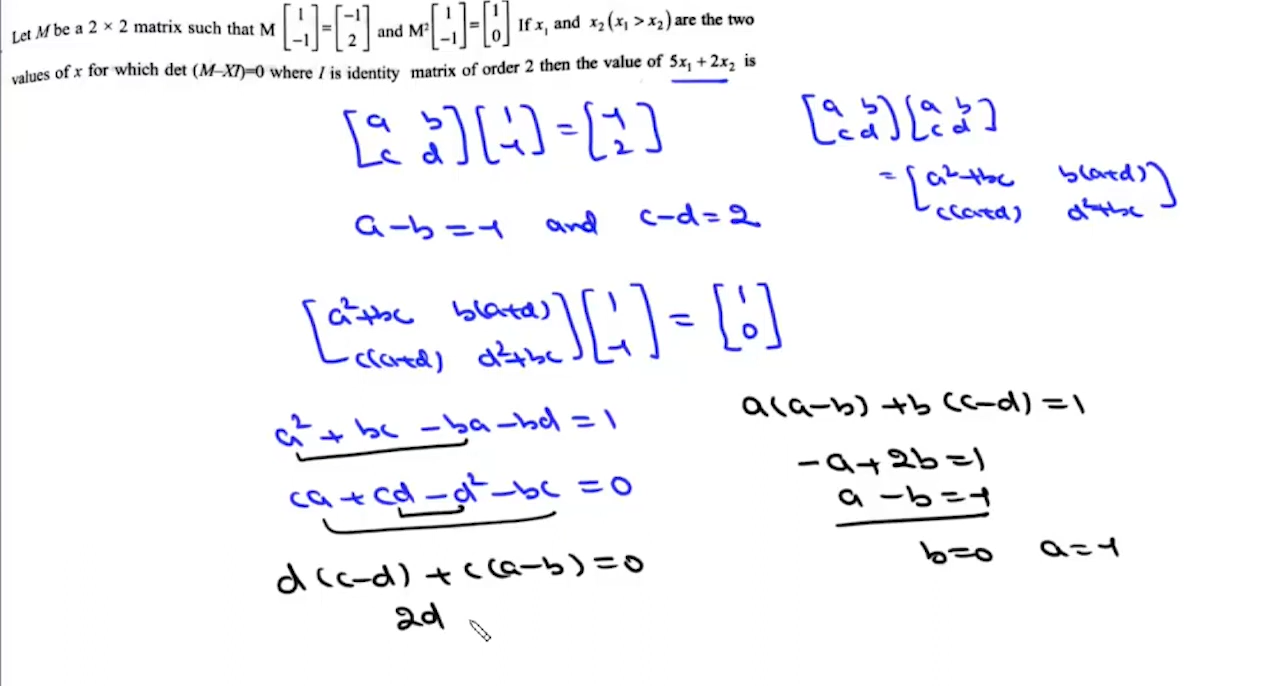 Let M be a 2 × 2 matrix such that M [1 -1] = [-1 2] and M² [1 -1] = [1 0] If x₁ and x₂ (x₁ > x₂) are the two
values of x for which det (M–XI)=0 where I is identity matrix of order 2 then the value of 5x₁ + 2x₂ is
[a b c d] [1 -1] = [-1 2]
[a b c d] [a b c d]
= [a²+bc b(a+d) c(a+d) d²+bc]
a-b = -1 and c-d = 2
[a²+bc b(a+d) c(a+d) d²+bc] [1 -1] = [1 0]
a² + bc - ba - bd = 1
ca + cd - d² - bc = 0
d(c-d) + c(a-b) = 0
2d
a(a-b) + b(c-d) = 1
-a + 2b = 1
a - b = -1
b=0 a=-1